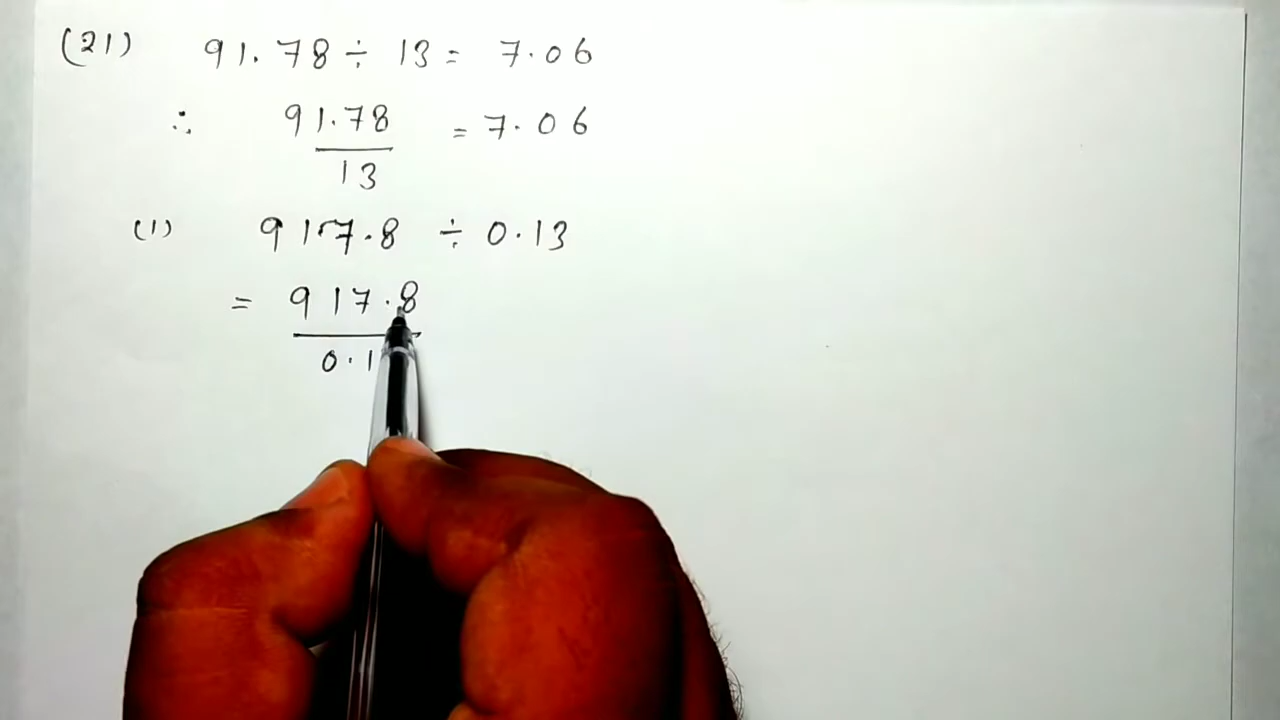 (21) 91.78 ÷ 13 = 7.06
∴ 91.78 = 7.06
13
(1) 917.8 ÷ 0.13
= 917.8
0.1